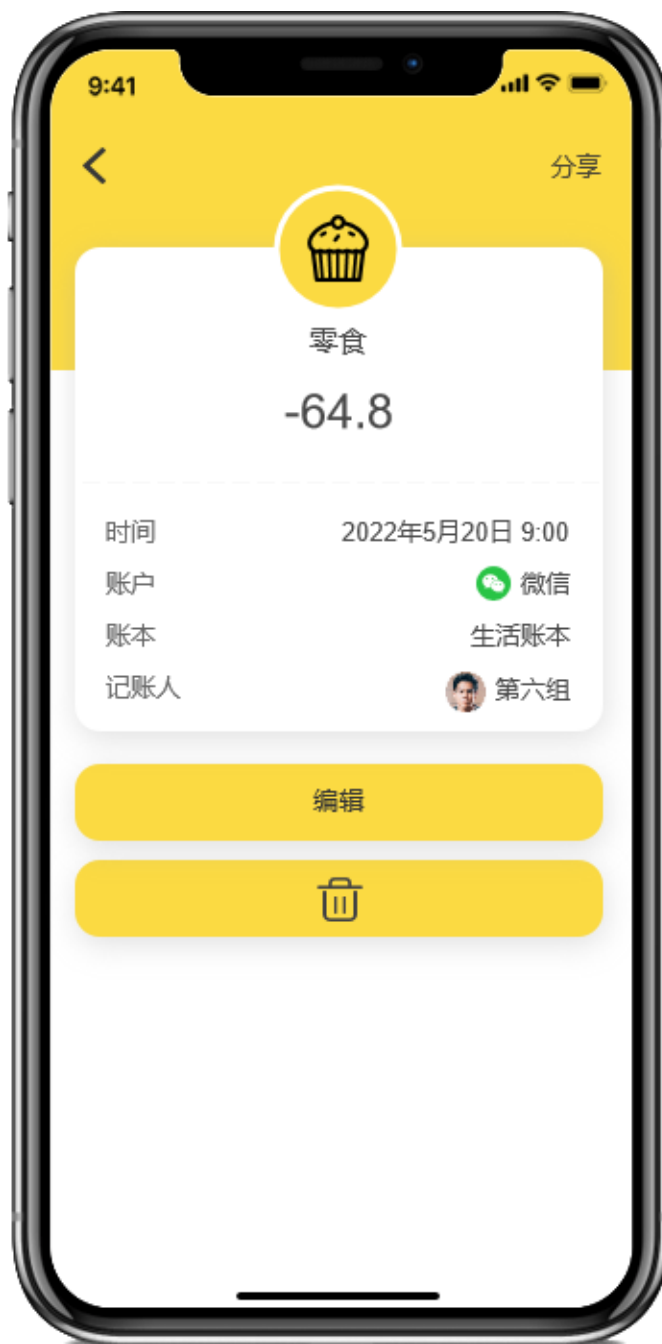 9:41
分享
零食
-64.8
时间 2022年5月20日 9:00
账户 微信
账本 生活账本
记账人 第六组
编辑